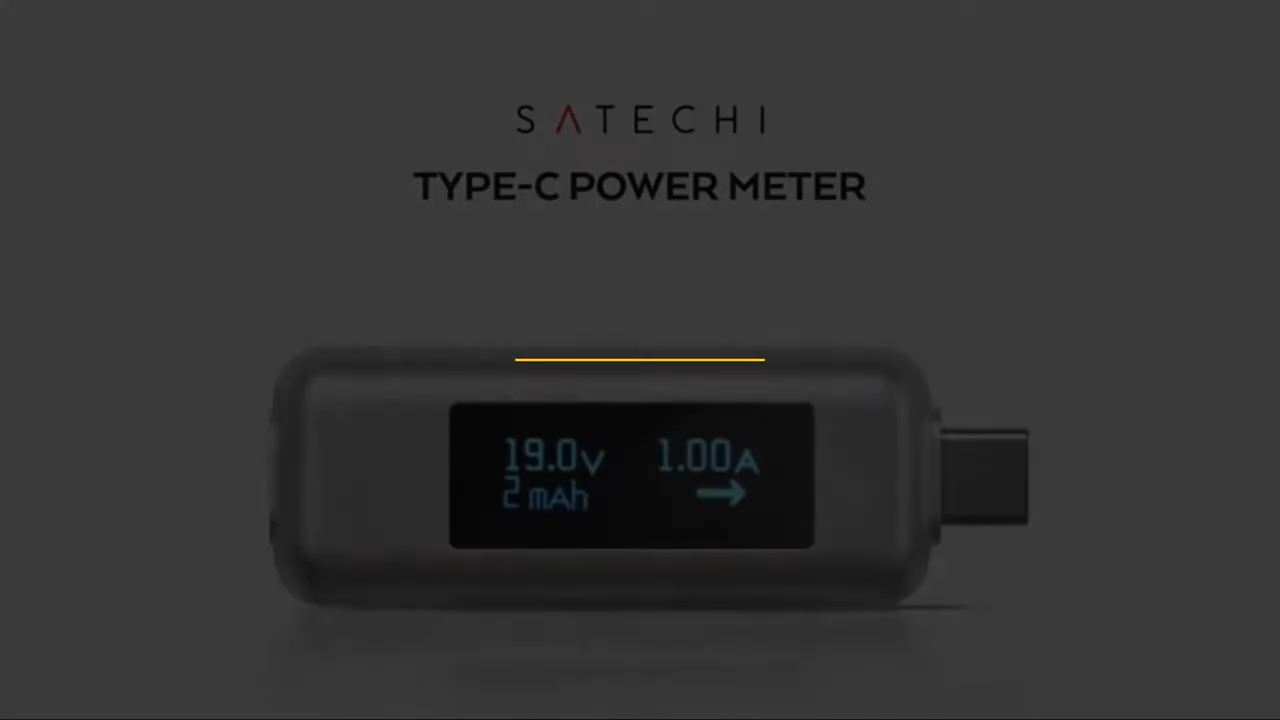 SATECHI
TYPE-C POWER METER
19.0V 1.00A
2 mAh →